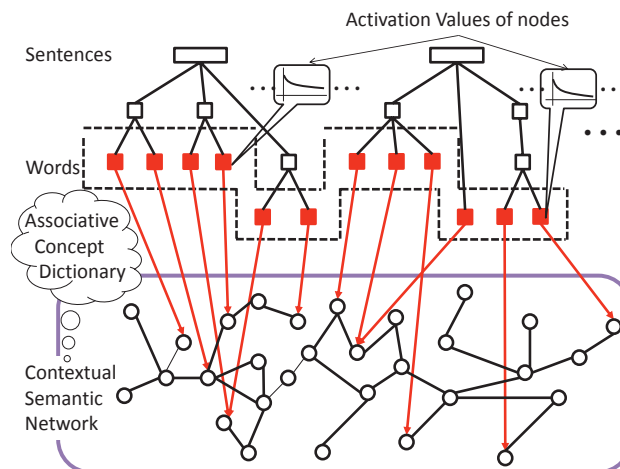 Activation Values of nodes
Sentences
Words
Associative
Concept
Dictionary
Contextual
Semantic
Network